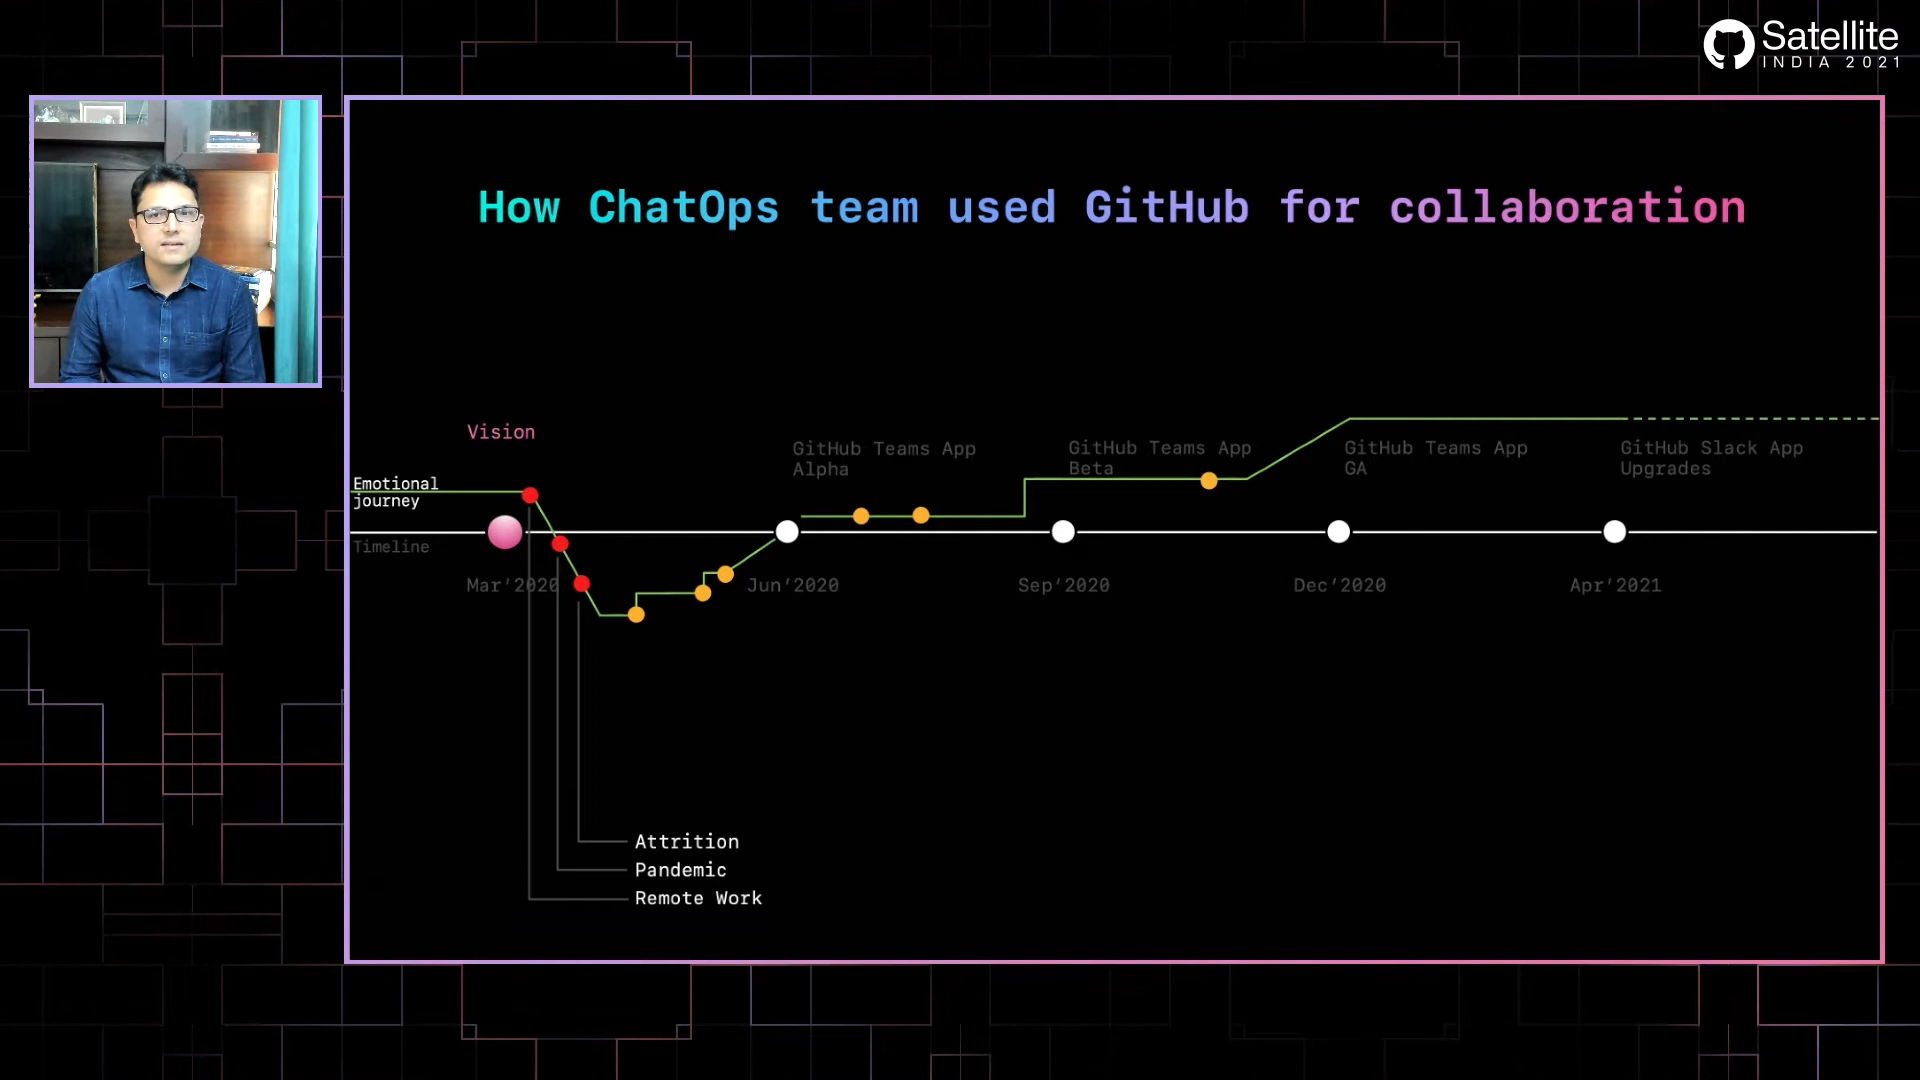 Satellite
INDIA 2021
How ChatOps team used GitHub for collaboration
Vision
GitHub Teams App
Alpha
GitHub Teams App
Beta
GitHub Teams App
GA
GitHub Slack App
Upgrades
Emotional
journey
Timeline
Mar'2020
Jun'2020
Sep'2020
Dec'2020
Apr'2021
Attrition
Pandemic
Remote Work